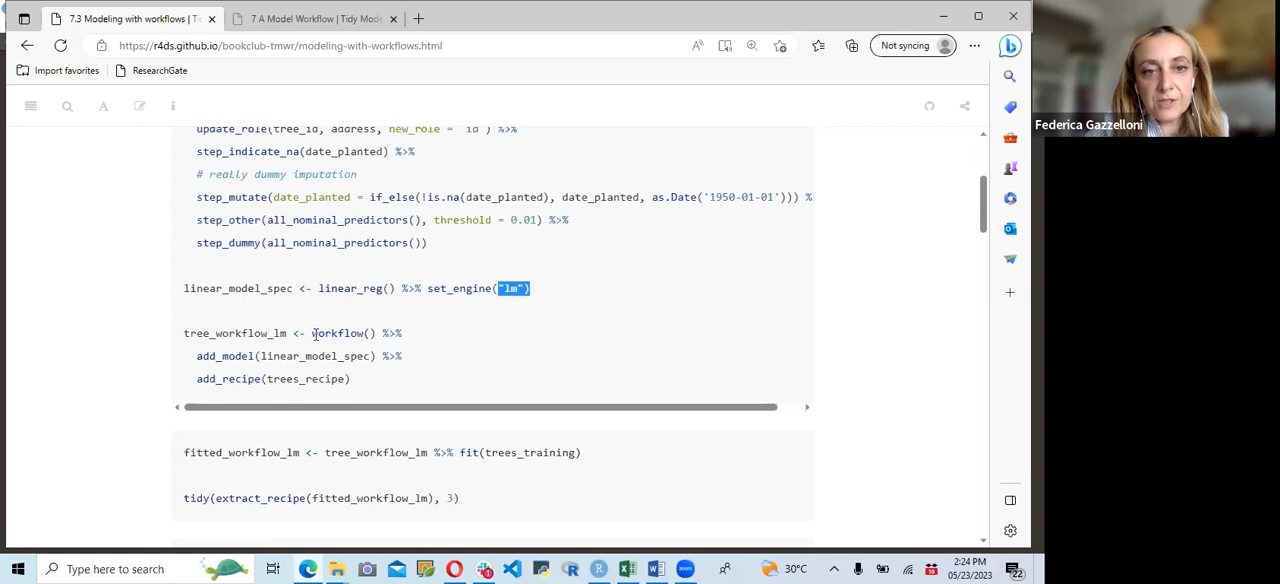 7.3 Modeling with workflows | Ti
7 A Model Workflow | Tidy Mode
https://r4ds.github.io/bookclub-tmwr/modeling-with-workflows.html
Not syncing
Import favorites
ResearchGate
Federica Gazzelloni
update_role(tree_id, address, new_role = "id") %>%
step_indicate_na(date_planted) %>%
# really dummy imputation
step_mutate(date_planted = if_else(!is.na(date_planted), date_planted, as.Date('1950-01-01'))) %
step_other(all_nominal_predictors(), threshold = 0.01) %>%
step_dummy(all_nominal_predictors())
linear_model_spec <- linear_reg() %>% set_engine("lm")
tree_workflow_lm <- workflow() %>%
add_model(linear_model_spec) %>%
add_recipe(trees_recipe)
fitted_workflow_lm <- tree_workflow_lm %>% fit(trees_training)
tidy(extract_recipe(fitted_workflow_lm), 3)
Type here to search
30°C
2:24 PM
05/23/2023
22